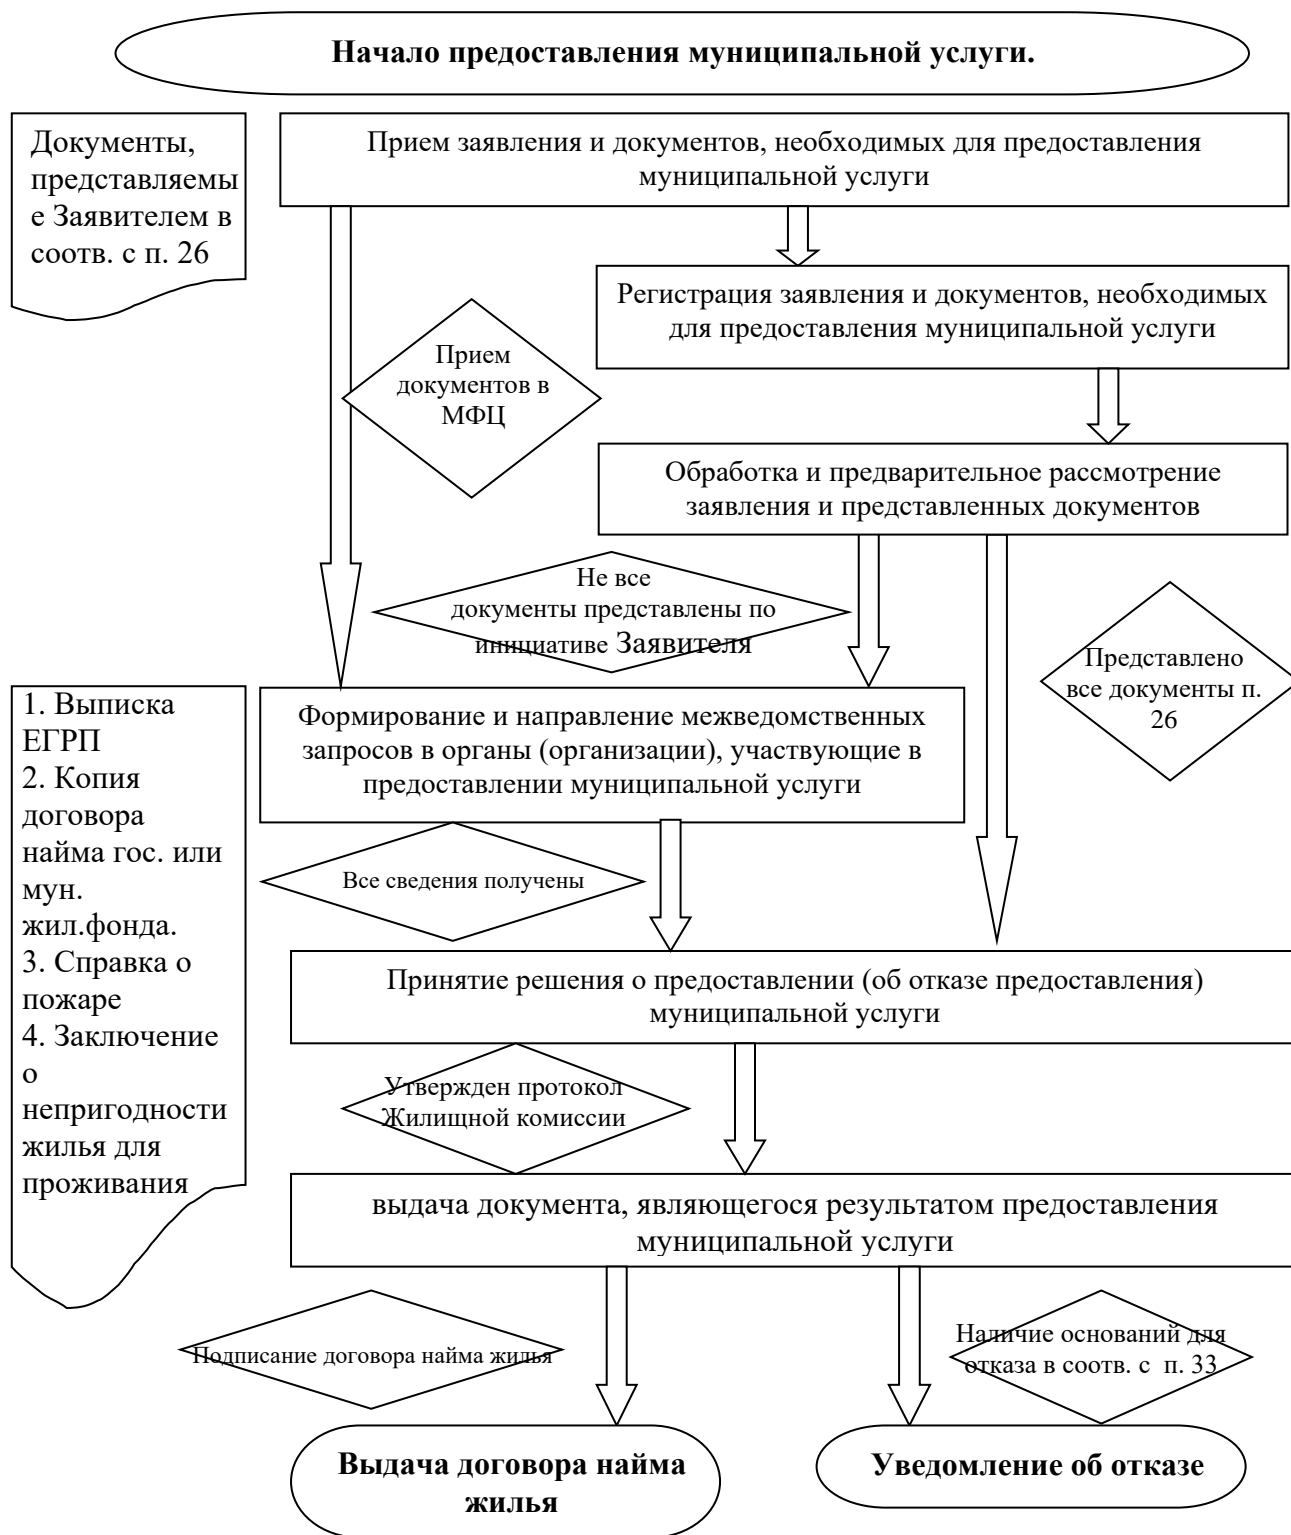 Начало предоставления муниципальной услуги.
Документы,
представляемы
е Заявителем в
соотв. с п. 26
Прием заявления и документов, необходимых для предоставления
муниципальной услуги
Регистрация заявления и документов, необходимых
для предоставления муниципальной услуги
Прием
документов в
МФЦ
Обработка и предварительное рассмотрение
заявления и представленных документов
Не все
документы представлены по
инициативе Заявителя
Представлено
все документы п.
26
1. Выписка
ЕГРП
2. Копия
договора
найма гос. или
мун.
жил.фонда.
3. Справка о
пожаре
4. Заключение
о
непригодности
жилья для
проживания
Формирование и направление межведомственных
запросов в органы (организации), участвующие в
предоставлении муниципальной услуги
Все сведения получены
Принятие решения о предоставлении (об отказе предоставления)
муниципальной услуги
Утвержден протокол
Жилищной комиссии
выдача документа, являющегося результатом предоставления
муниципальной услуги
Подписание договора найма жилья
Наличие оснований для
отказа в соотв. с  п. 33
Выдача договора найма
жилья
Уведомление об отказе